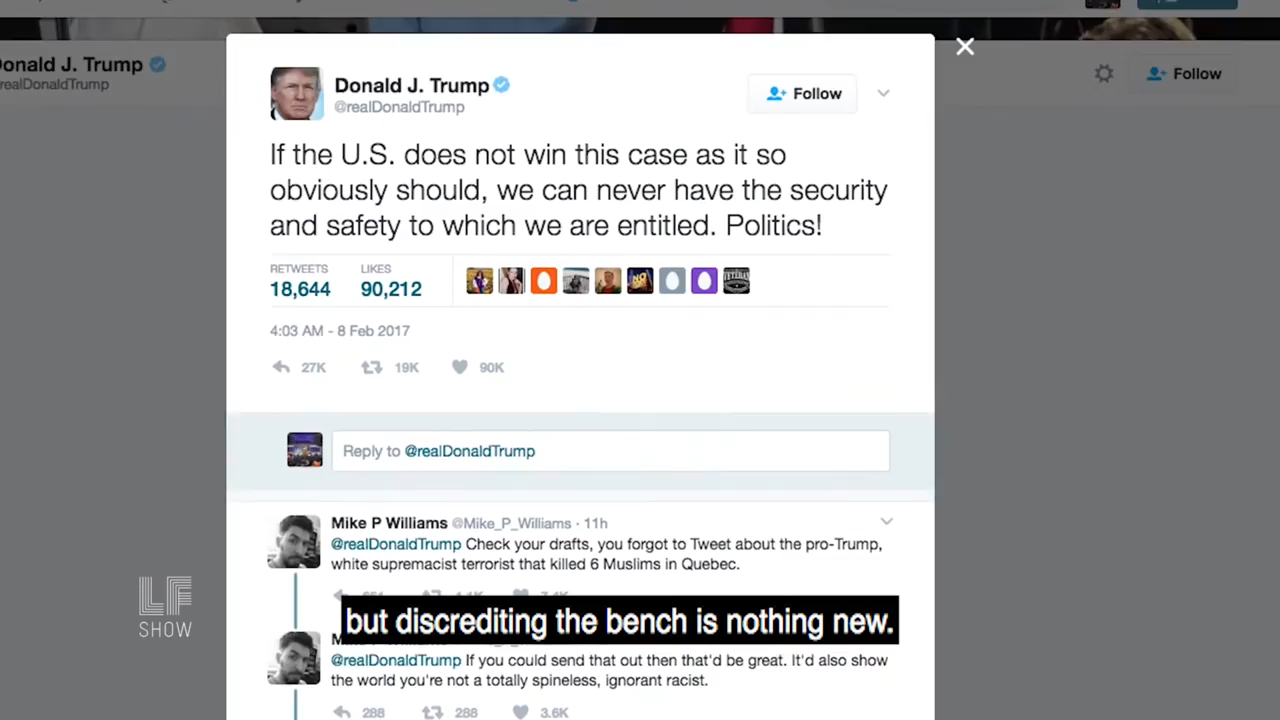 onald J. Trump
realDonaldTrump
Follow
Donald J. Trump
@realDonaldTrump
Follow
If the U.S. does not win this case as it so
obviously should, we can never have the security
and safety to which we are entitled. Politics!
RETWEETS LIKES
18,644 90,212
4:03 AM - 8 Feb 2017
27K 19K 90K
Reply to @realDonaldTrump
Mike P Williams @Mike_P_Williams · 11h
@realDonaldTrump Check your drafts, you forgot to Tweet about the pro-Trump,
white supremacist terrorist that killed 6 Muslims in Quebec.
but discrediting the bench is nothing new.
@realDonaldTrump If you could send that out then that'd be great. It'd also show
the world you're not a totally spineless, ignorant racist.
288 288 3.6K
LF
SHOW